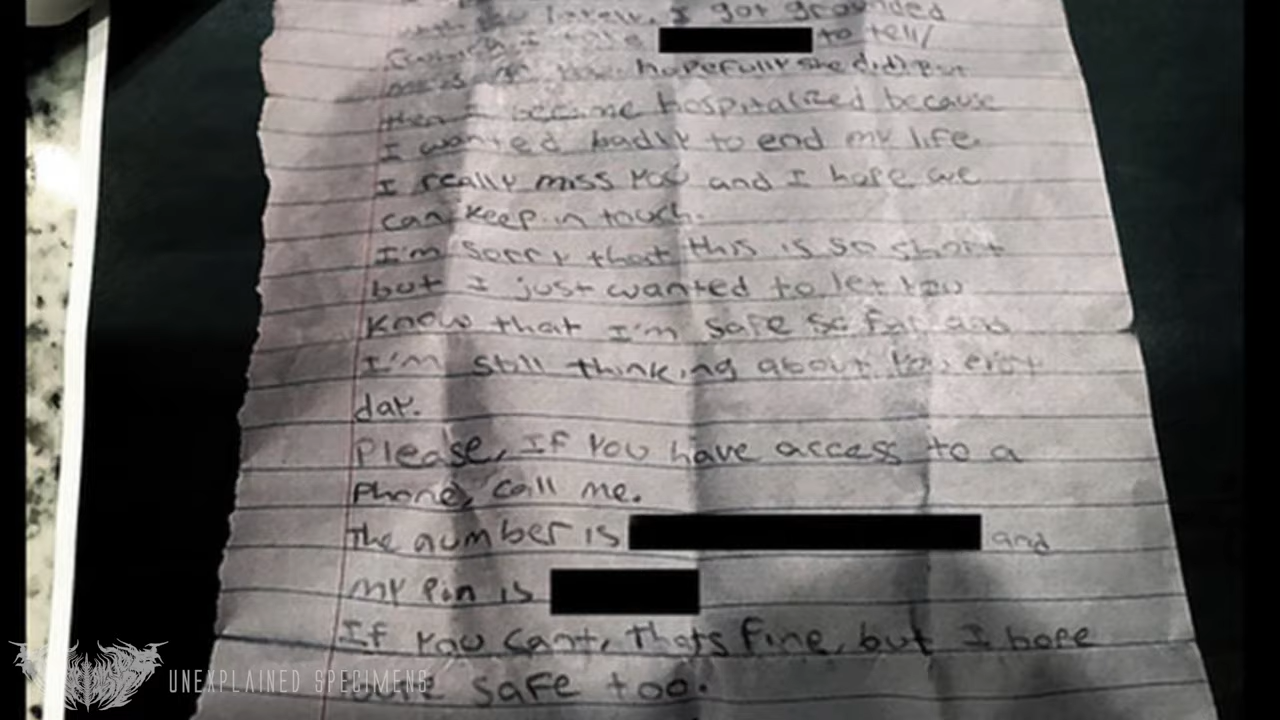 lately. I got grounded
to tell/
hopefully she did. But
then I became hospitalized because
I wanted badly to end my life.
I really miss you and I hope we
can keep in touch.
I'm sorry that this is so short
but I just wanted to let you
know that I'm safe so far and
I'm still thinking about you every
day.
Please, If you have access to a
Phone, call me.
The number is and
my Pin is
If you cant, thats fine, but I hope
safe too.
UNEXPLAINED SPECIMENS